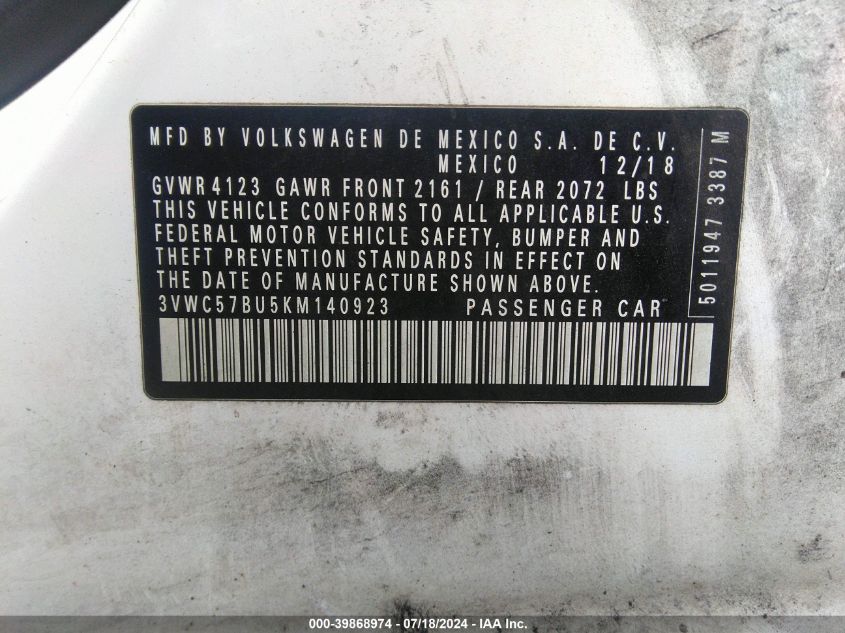 MFD BY VOLKSWAGEN DE MEXICO S.A. DE C.V.
MEXICO 12/18
GVWR 4123 GAWR FRONT 2161 / REAR 2072 LBS
THIS VEHICLE CONFORMS TO ALL APPLICABLE U.S.
FEDERAL MOTOR VEHICLE SAFETY, BUMPER AND
THEFT PREVENTION STANDARDS IN EFFECT ON
THE DATE OF MANUFACTURE SHOWN ABOVE.
3VWC57BU5KM140923 PASSENGER CAR
5011947 3387 M
000-39868974 - 07/18/2024 - IAA Inc.